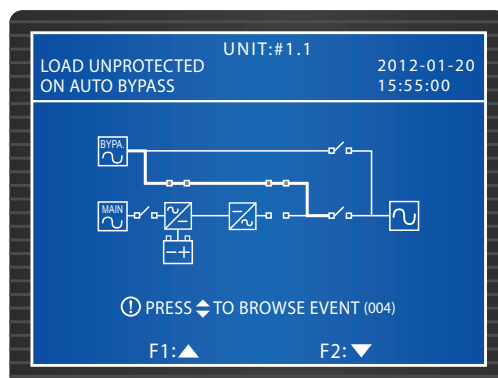 UNIT:#1.1
LOAD UNPROTECTED
ON AUTO BYPASS
2012-01-20
15:55:00
BYPA.
MAIN
PRESS TO BROWSE EVENT (004)
F1: F2: